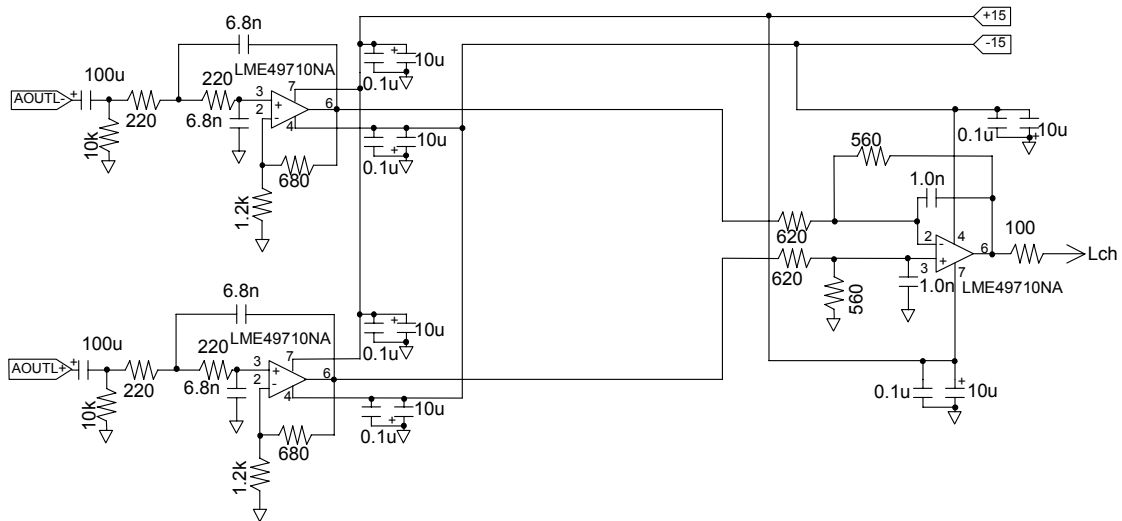 +15
-15
6.8n
LME49710NA
100u
220
AOUTL-
+
220
6.8n
10k
3
2
+
-
7
4
6
680
1.2k
+
10u
0.1u
+
10u
0.1u
6.8n
LME49710NA
100u
220
AOUTL+
+
220
6.8n
10k
3
2
+
-
7
4
6
680
1.2k
+
10u
0.1u
+
10u
0.1u
0.1u
+
10u
560
1.0n
620
620
560
1.0n
2
3
-
+
4
7
6
100
Lch
LME49710NA
0.1u
+
10u